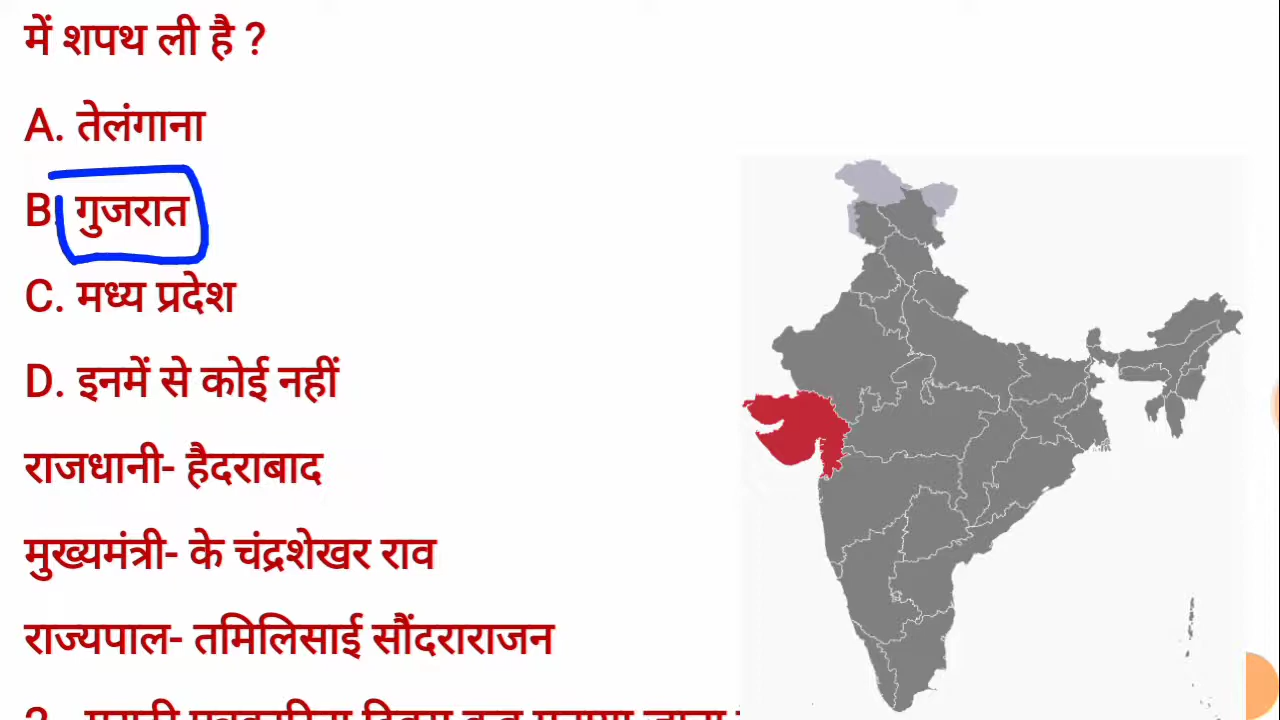 में शपथ ली है ?
A. तेलंगाना
B. गुजरात
C. मध्य प्रदेश
D. इनमें से कोई नहीं
राजधानी- हैदराबाद
मुख्यमंत्री- के चंद्रशेखर राव
राज्यपाल- तमिलिसाई सौंदराराजन